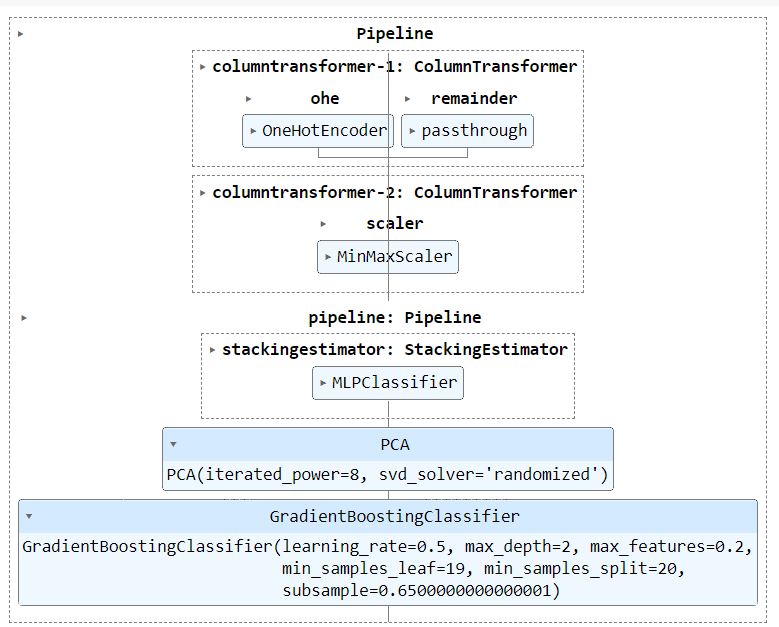 Pipeline
columntransformer-1: ColumnTransformer
ohe remainder
OneHotEncoder passthrough
columntransformer-2: ColumnTransformer
scaler
MinMaxScaler
pipeline: Pipeline
stackingestimator: StackingEstimator
MLPClassifier
PCA
PCA(iterated_power=8, svd_solver='randomized')
GradientBoostingClassifier
GradientBoostingClassifier(learning_rate=0.5, max_depth=2, max_features=0.2,
min_samples_leaf=19, min_samples_split=20,
subsample=0.6500000000000001)